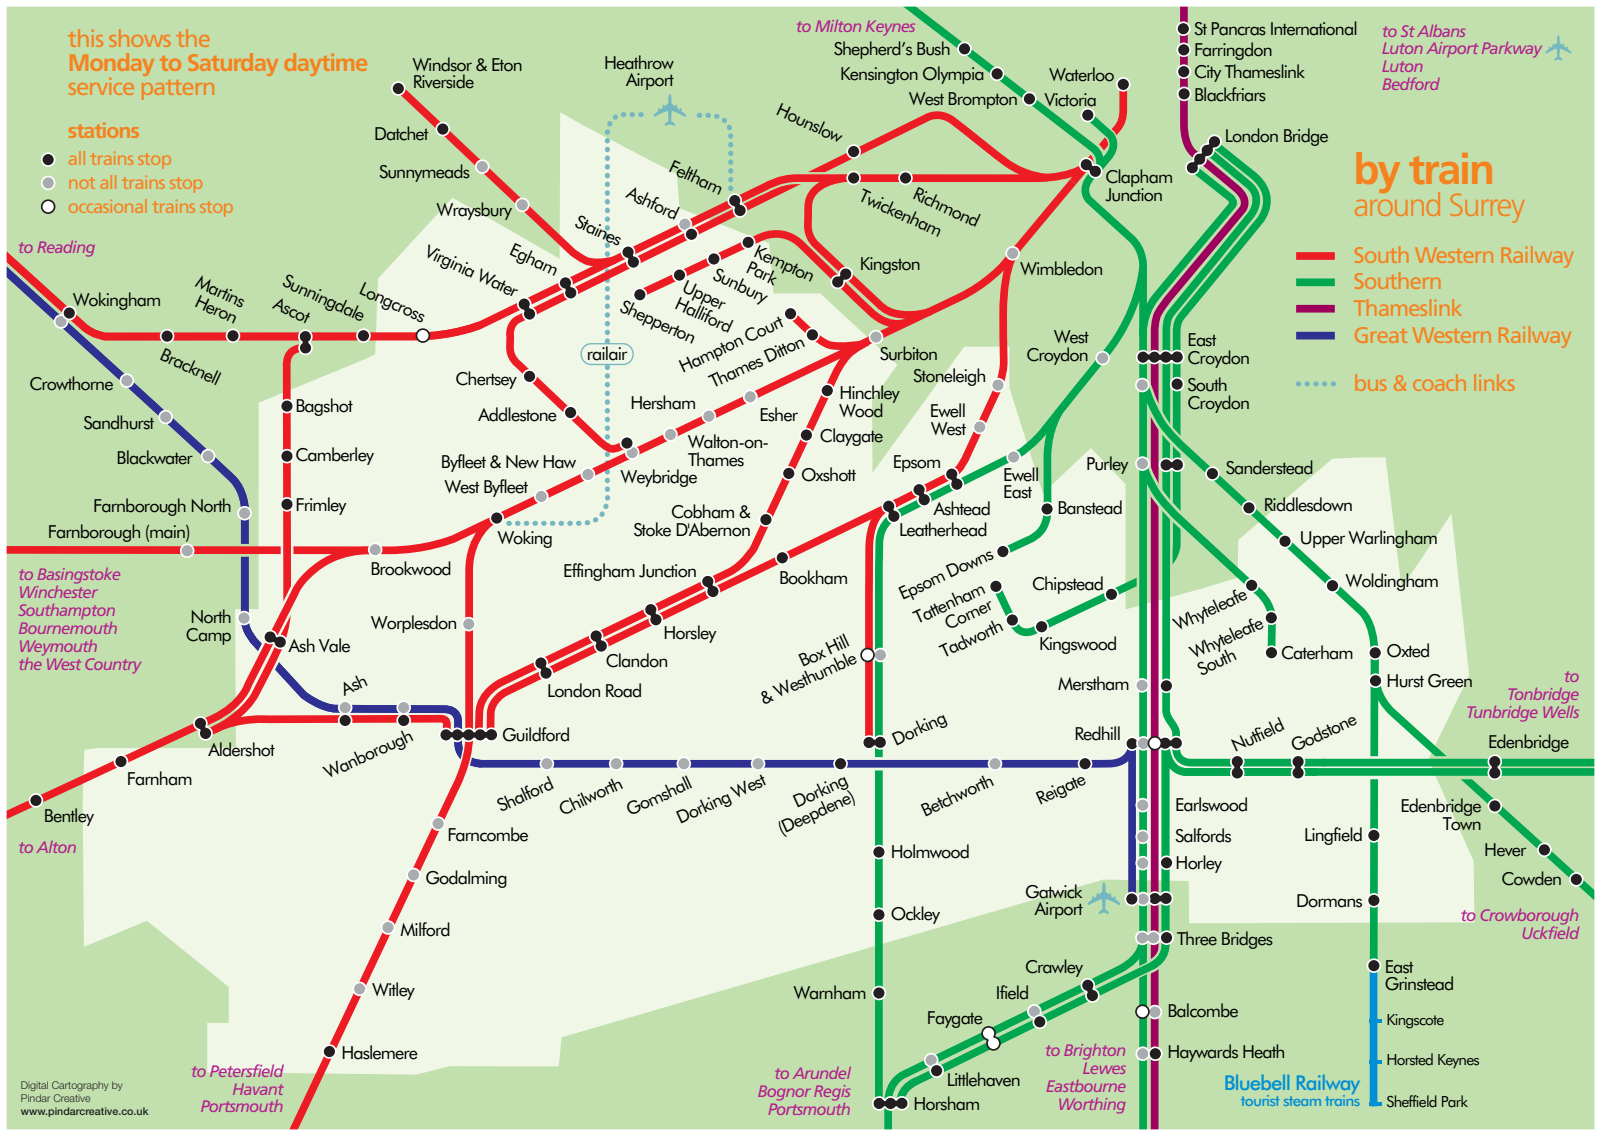 this shows the
Monday to Saturday daytime
service pattern
stations
all trains stop
not all trains stop
occasional trains stop
to Reading
Windsor & Eton
Riverside
Datchet
Sunnymeads
Wraysbury
Heathrow
Airport
railair
to Milton Keynes
Shepherd's Bush
Kensington Olympia
West Brompton
Waterloo
Victoria
St Pancras International
Farringdon
City Thameslink
Blackfriars
London Bridge
to St Albans
Luton Airport Parkway
Luton
Bedford
by train
around Surrey
South Western Railway
Southern
Thameslink
Great Western Railway
bus & coach links
Hounslow
Feltham
Ashford
Staines
Egham
Virginia Water
Longcross
Sunningdale
Ascot
Martins
Heron
Bracknell
Wokingham
Clapham
Junction
Richmond
Twickenham
Kingston
Kempton
Park
Sunbury
Upper
Halliford
Shepperton
Wimbledon
Hampton Court
Thames Ditton
Surbiton
Crowthorne
Sandhurst
Blackwater
Farnborough North
Farnborough (main)
Bagshot
Camberley
Frimley
Chertsey
Addlestone
Hersham
Esher
Walton-on-
Thames
Weybridge
Byfleet & New Haw
West Byfleet
Woking
Brookwood
Worplesdon
Hinchley
Wood
Claygate
Oxshott
Cobham &
Stoke D'Abernon
Effingham Junction
Bookham
Horsley
Clandon
London Road
Guildford
Stoneleigh
Ewell
West
Epsom
Ewell
East
Ashtead
Leatherhead
West
Croydon
East
Croydon
South
Croydon
Purley
Sanderstead
Riddlesdown
Upper Warlingham
Woldingham
Banstead
Epsom Downs
Tattenham
Corner
Tadworth
Kingswood
Chipstead
Whyteleafe
Whyteleafe
South
Caterham
Oxted
Hurst Green
to
Tonbridge
Tunbridge Wells
Edenbridge
Edenbridge
Town
Hever
Cowden
to Crowborough
Uckfield
to Basingstoke
Winchester
Southampton
Bournemouth
Weymouth
the West Country
North
Camp
Ash Vale
Ash
Wanborough
Aldershot
Farnham
Bentley
to Alton
Box Hill
& Westhumble
Dorking
Merstham
Redhill
Nutfield
Godstone
Shalford
Chilworth
Gomshall
Dorking West
Dorking
(Deepdene)
Betchworth
Reigate
Earlswood
Salfords
Horley
Gatwick
Airport
Three Bridges
Crawley
Ifield
Faygate
Littlehaven
Horsham
Holmwood
Ockley
Warnham
Balcombe
Haywards Heath
Lingfield
Dormans
East
Grinstead
Kingscote
Horsted Keynes
Sheffield Park
Bluebell Railway
tourist steam trains
Farncombe
Godalming
Milford
Witley
Haslemere
to Petersfield
Havant
Portsmouth
to Arundel
Bognor Regis
Portsmouth
to Brighton
Lewes
Eastbourne
Worthing
Digital Cartography by
Pindar Creative
www.pindarcreative.co.uk